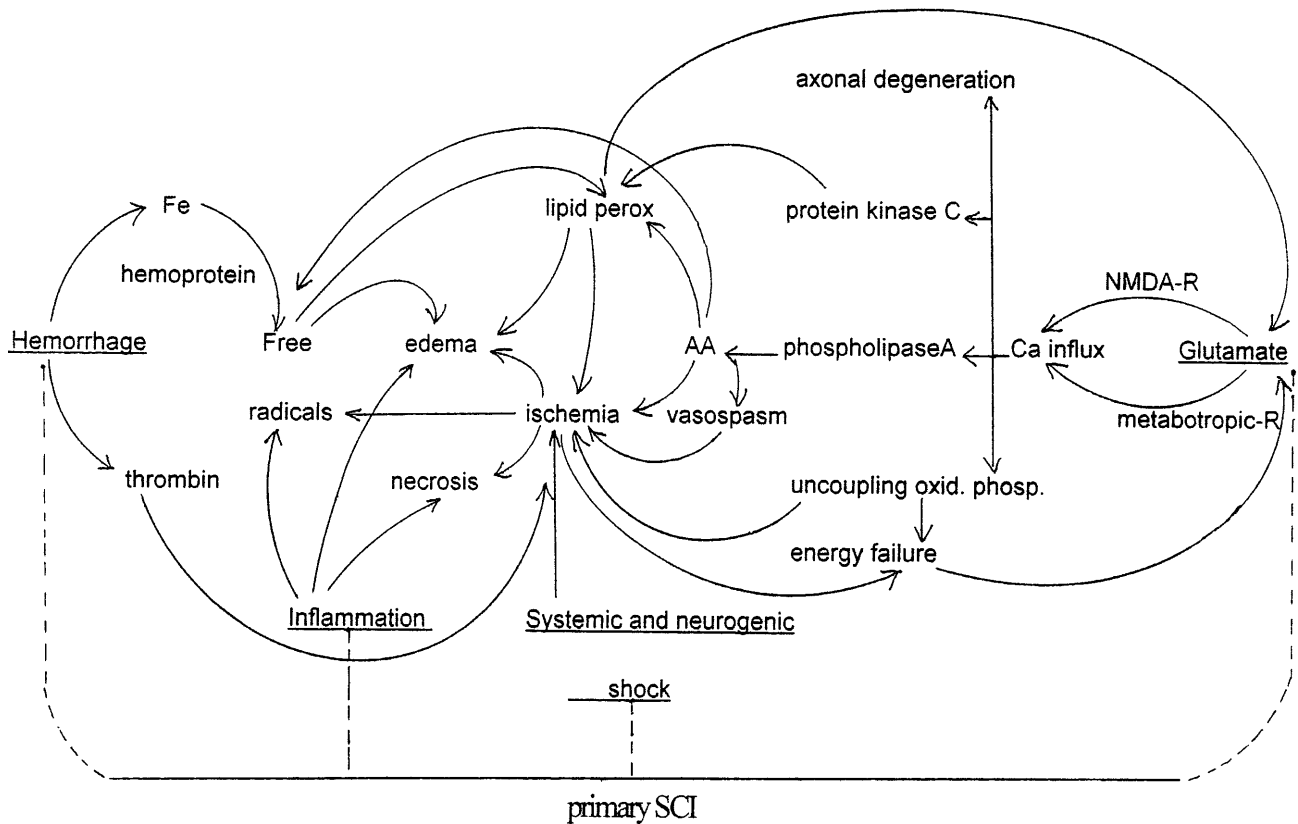 axonal degeneration
Fe
lipid perox
protein kinase C
hemoprotein
NMDA-R
Hemorrhage
Free
edema
AA
phospholipaseA
Ca influx
Glutamate
radicals
ischemia
vasospasm
metabotropic-R
thrombin
necrosis
uncoupling oxid. phosp.
energy failure
Inflammation
Systemic and neurogenic
shock
primary SCI